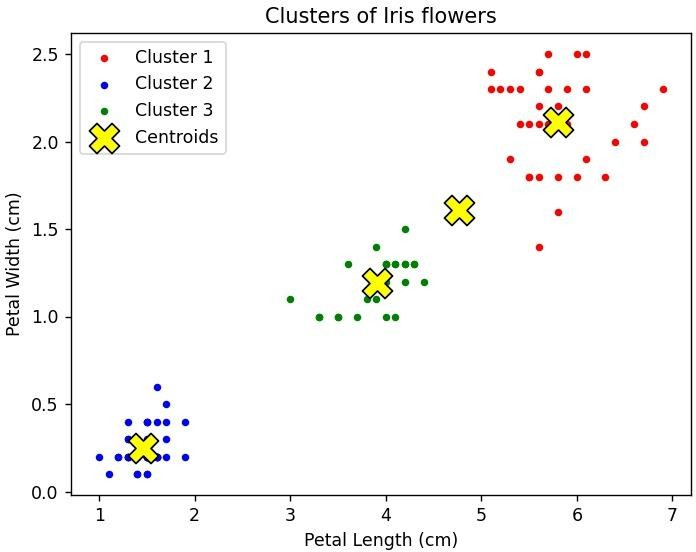 Clusters of Iris flowers
Cluster 1
Cluster 2
Cluster 3
Centroids
Petal Width (cm)
2.5
2.0
1.5
1.0
0.5
0.0
1 2 3 4 5 6 7
Petal Length (cm)